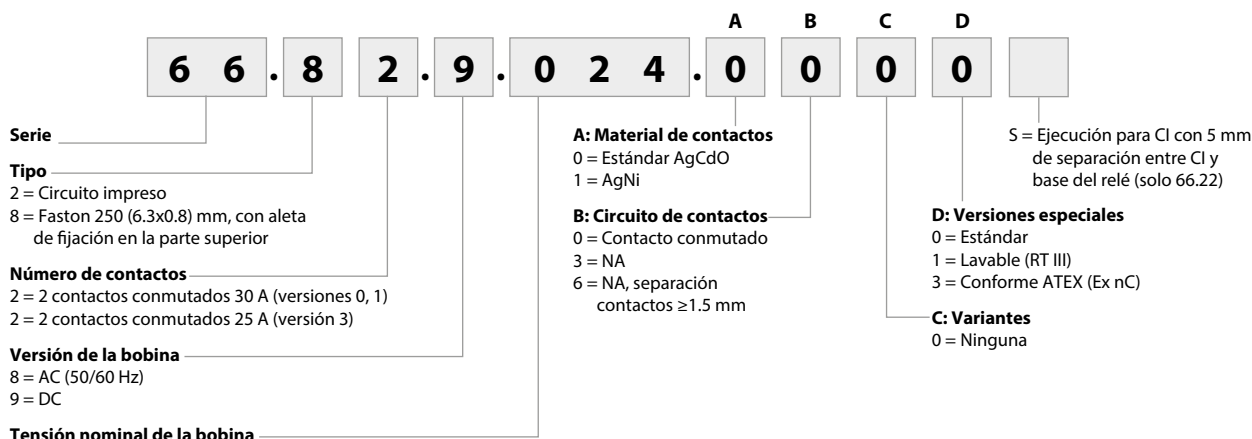 A B C D
6 6 . 8 2 . 9 . 0 2 4 . 0 0 0 0
Serie
Tipo
2 = Circuito impreso
8 = Faston 250 (6.3x0.8) mm, con aleta
de fijación en la parte superior
Número de contactos
2 = 2 contactos conmutados 30 A (versiones 0, 1)
2 = 2 contactos conmutados 25 A (versión 3)
Versión de la bobina
8 = AC (50/60 Hz)
9 = DC
Tensión nominal de la bobina
A: Material de contactos
0 = Estándar AgCdO
1 = AgNi
B: Circuito de contactos
0 = Contacto conmutado
3 = NA
6 = NA, separación
contactos ≥1.5 mm
S = Ejecución para CI con 5 mm
de separación entre CI y
base del relé (solo 66.22)
D: Versiones especiales
0 = Estándar
1 = Lavable (RT III)
3 = Conforme ATEX (Ex nC)
C: Variantes
0 = Ninguna